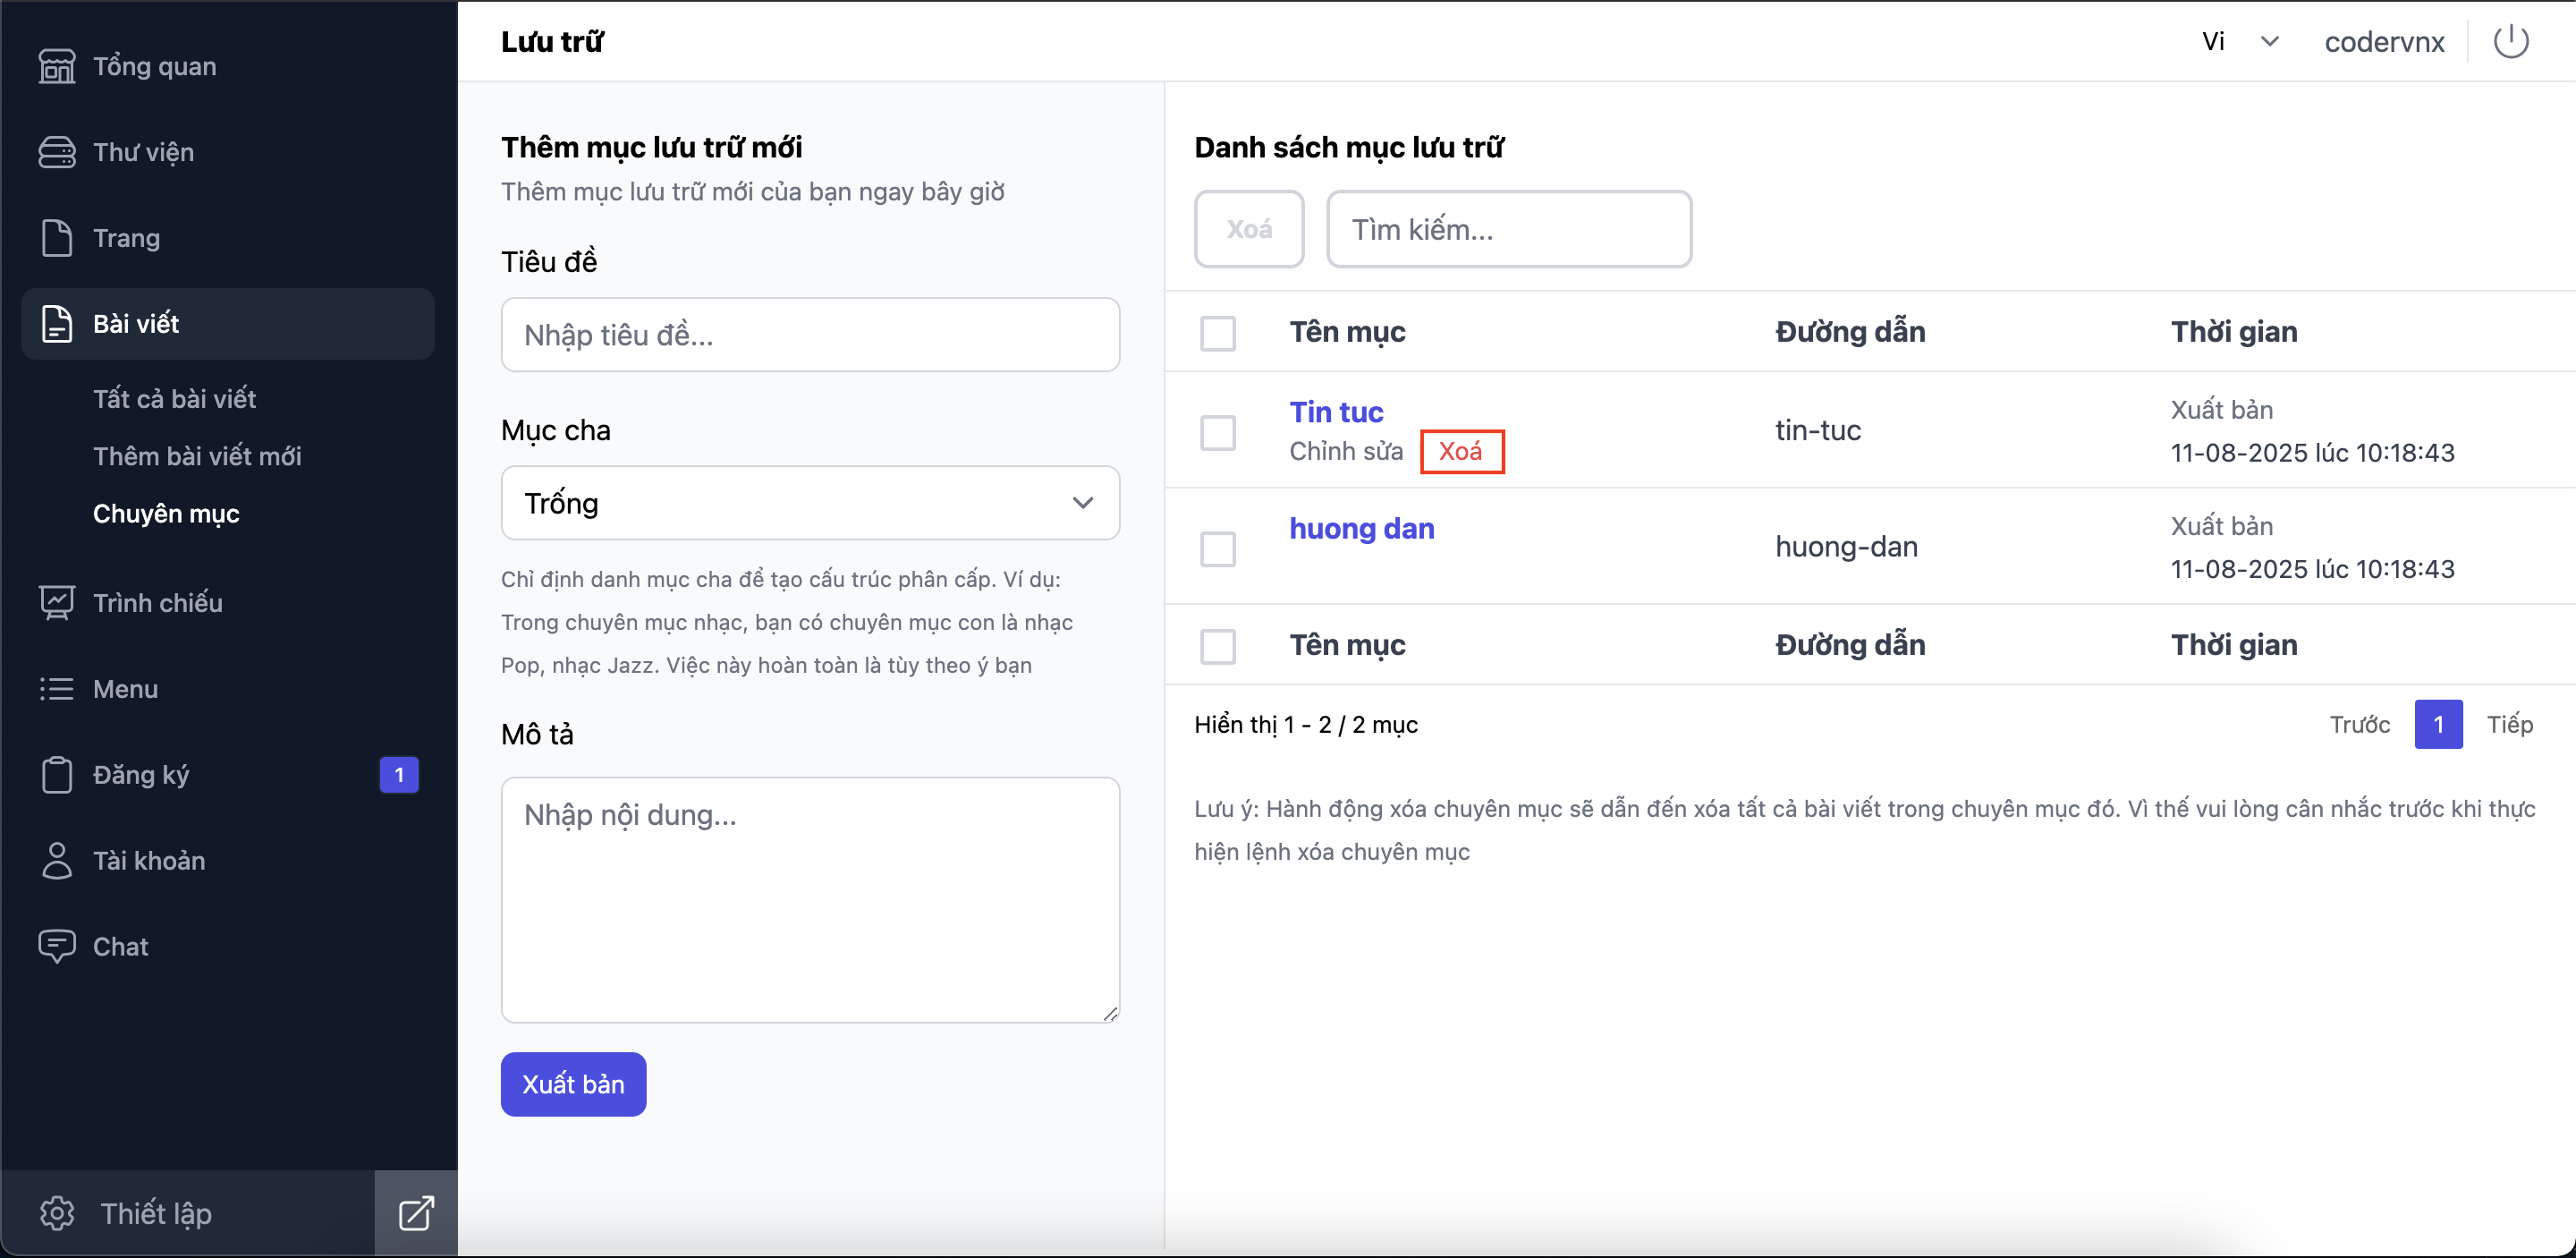 Tổng quan
Thư viện
Trang
Bài viết
Tất cả bài viết
Thêm bài viết mới
Chuyên mục
Trình chiếu
Menu
Đăng ký 1
Tài khoản
Chat
Thiết lập
Lưu trữ
Vi codervnx
Thêm mục lưu trữ mới
Thêm mục lưu trữ mới của bạn ngay bây giờ
Tiêu đề
Nhập tiêu đề...
Mục cha
Trống
Chỉ định danh mục cha để tạo cấu trúc phân cấp. Ví dụ:
Trong chuyên mục nhạc, bạn có chuyên mục con là nhạc
Pop, nhạc Jazz. Việc này hoàn toàn là tùy theo ý bạn
Mô tả
Nhập nội dung...
Xuất bản
Danh sách mục lưu trữ
Xoá Tìm kiếm...
Tên mục Đường dẫn Thời gian
Tin tuc tin-tuc Xuất bản
Chỉnh sửa Xoá 11-08-2025 lúc 10:18:43
huong dan huong-dan Xuất bản
11-08-2025 lúc 10:18:43
Tên mục Đường dẫn Thời gian
Hiển thị 1 - 2 / 2 mục Trước 1 Tiếp
Lưu ý: Hành động xóa chuyên mục sẽ dẫn đến xóa tất cả bài viết trong chuyên mục đó. Vì thế vui lòng cân nhắc trước khi thực
hiện lệnh xóa chuyên mục